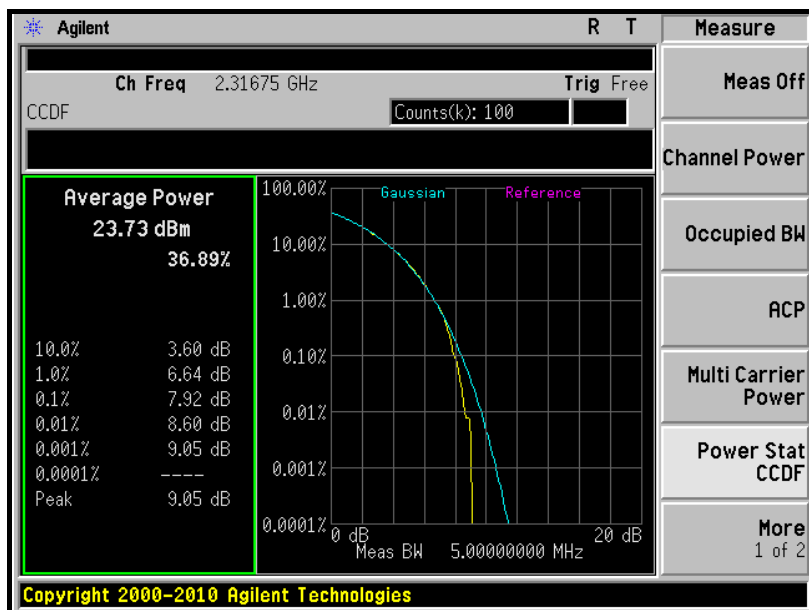 Agilent
R T
Measure
Ch Freq 2.31675 GHz
Trig Free
CCDF
Counts(k): 100
Meas Off
Channel Power
Occupied BW
ACP
Multi Carrier
Power
Power Stat
CCDF
More
1 of 2
Average Power
23.73 dBm
36.89%
10.0% 3.60 dB
1.0% 6.64 dB
0.1% 7.92 dB
0.01% 8.60 dB
0.001% 9.05 dB
0.0001% ----
Peak 9.05 dB
Gaussian
Reference
100.00%
10.00%
1.00%
0.10%
0.01%
0.001%
0.0001%
0 dB
20 dB
Meas BW 5.00000000 MHz
Copyright 2000-2010 Agilent Technologies